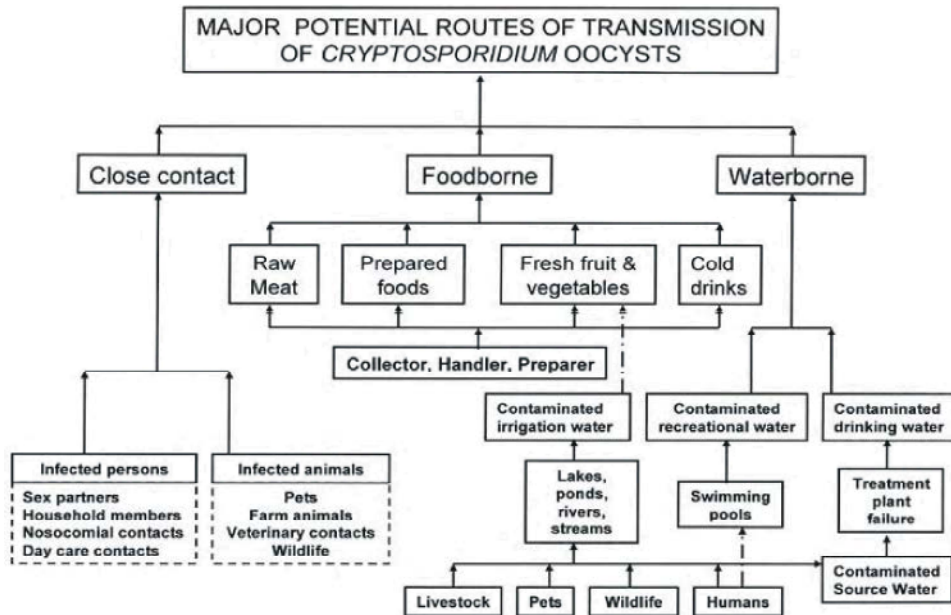 MAJOR POTENTIAL ROUTES OF TRANSMISSION
OF CRYPTOSPORIDIUM OOCYSTS
Close contact
Foodborne
Waterborne
Raw
Meat
Prepared
foods
Fresh fruit &
vegetables
Cold
drinks
Collector, Handler, Preparer
Contaminated
irrigation water
Contaminated
recreational water
Contaminated
drinking water
Infected persons
Sex partners
Household members
Nosocomial contacts
Day care contacts
Infected animals
Pets
Farm animals
Veterinary contacts
Wildlife
Lakes,
ponds,
rivers,
streams
Swimming
pools
Treatment
plant
failure
Livestock
Pets
Wildlife
Humans
Contaminated
Source Water